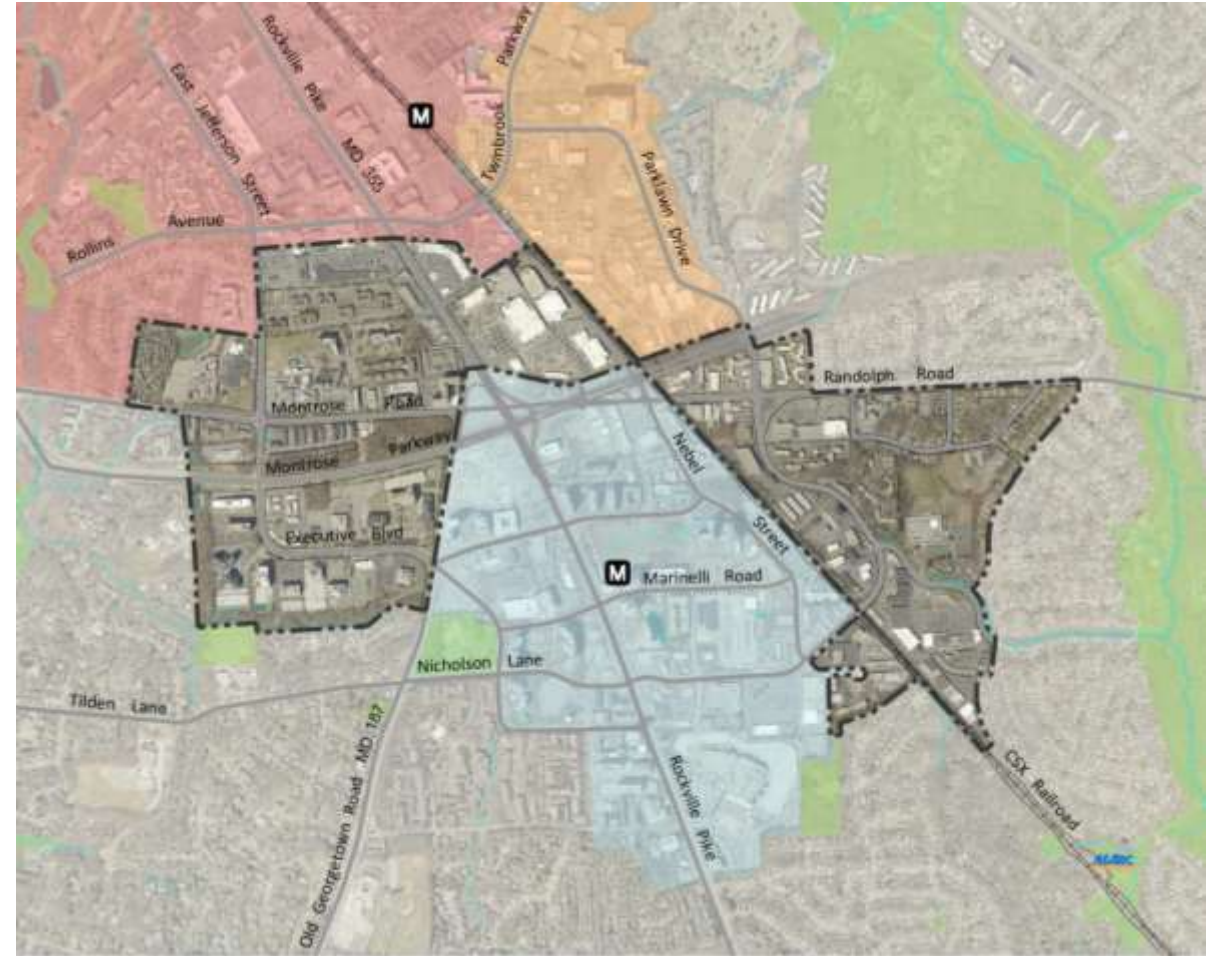 Rockville Pike MD 355
East Jefferson Street
M
Twinbrook Parkway
Parklawn Drive
Rollins Avenue
Randolph Road
Montrose Road
Montrose Parkway
Nebel Street
Executive Blvd
M
Marinelli Road
Nicholson Lane
Tilden Lane
Old Georgetown Road MD 187
Rockville Pike
CSX Railroad